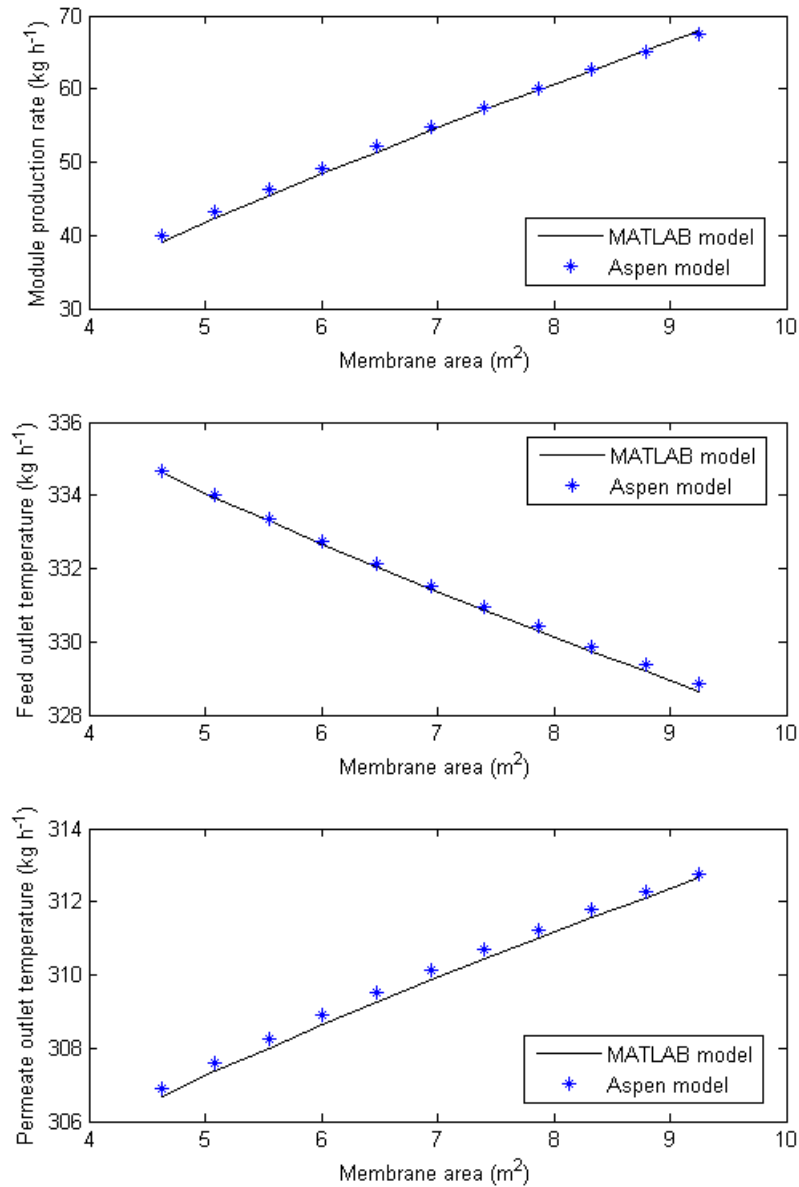 Module production rate (kg h-1)
70
60
50
40
30
4 5 6 7 8 9 10
Membrane area (m2)
MATLAB model
Aspen model
Feed outlet temperature (kg h-1)
336
334
332
330
328
4 5 6 7 8 9 10
Membrane area (m2)
MATLAB model
Aspen model
Permeate outlet temperature (kg h-1)
314
312
310
308
306
4 5 6 7 8 9 10
Membrane area (m2)
MATLAB model
Aspen model